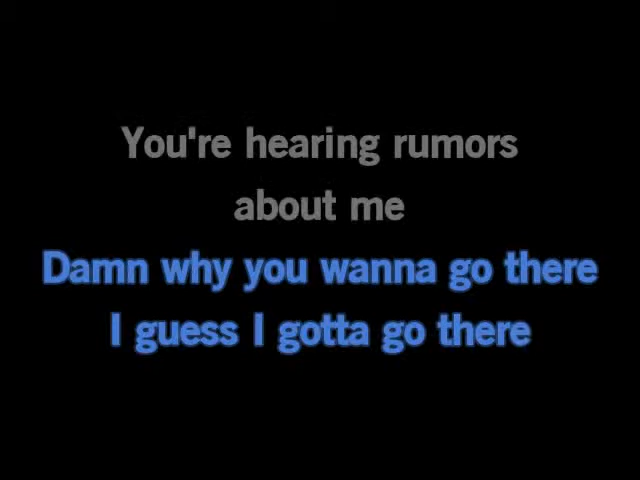 You're hearing rumors
about me
Damn why you wanna go there
I guess I gotta go there